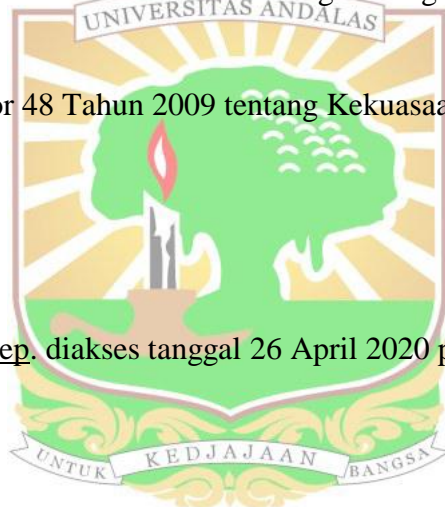 UNIVERSITAS ANDALAS
or 48 Tahun 2009 tentang Kekuasaa
ep. diakses tanggal 26 April 2020 p
UNTUK KEDJAJAAN BANGSA